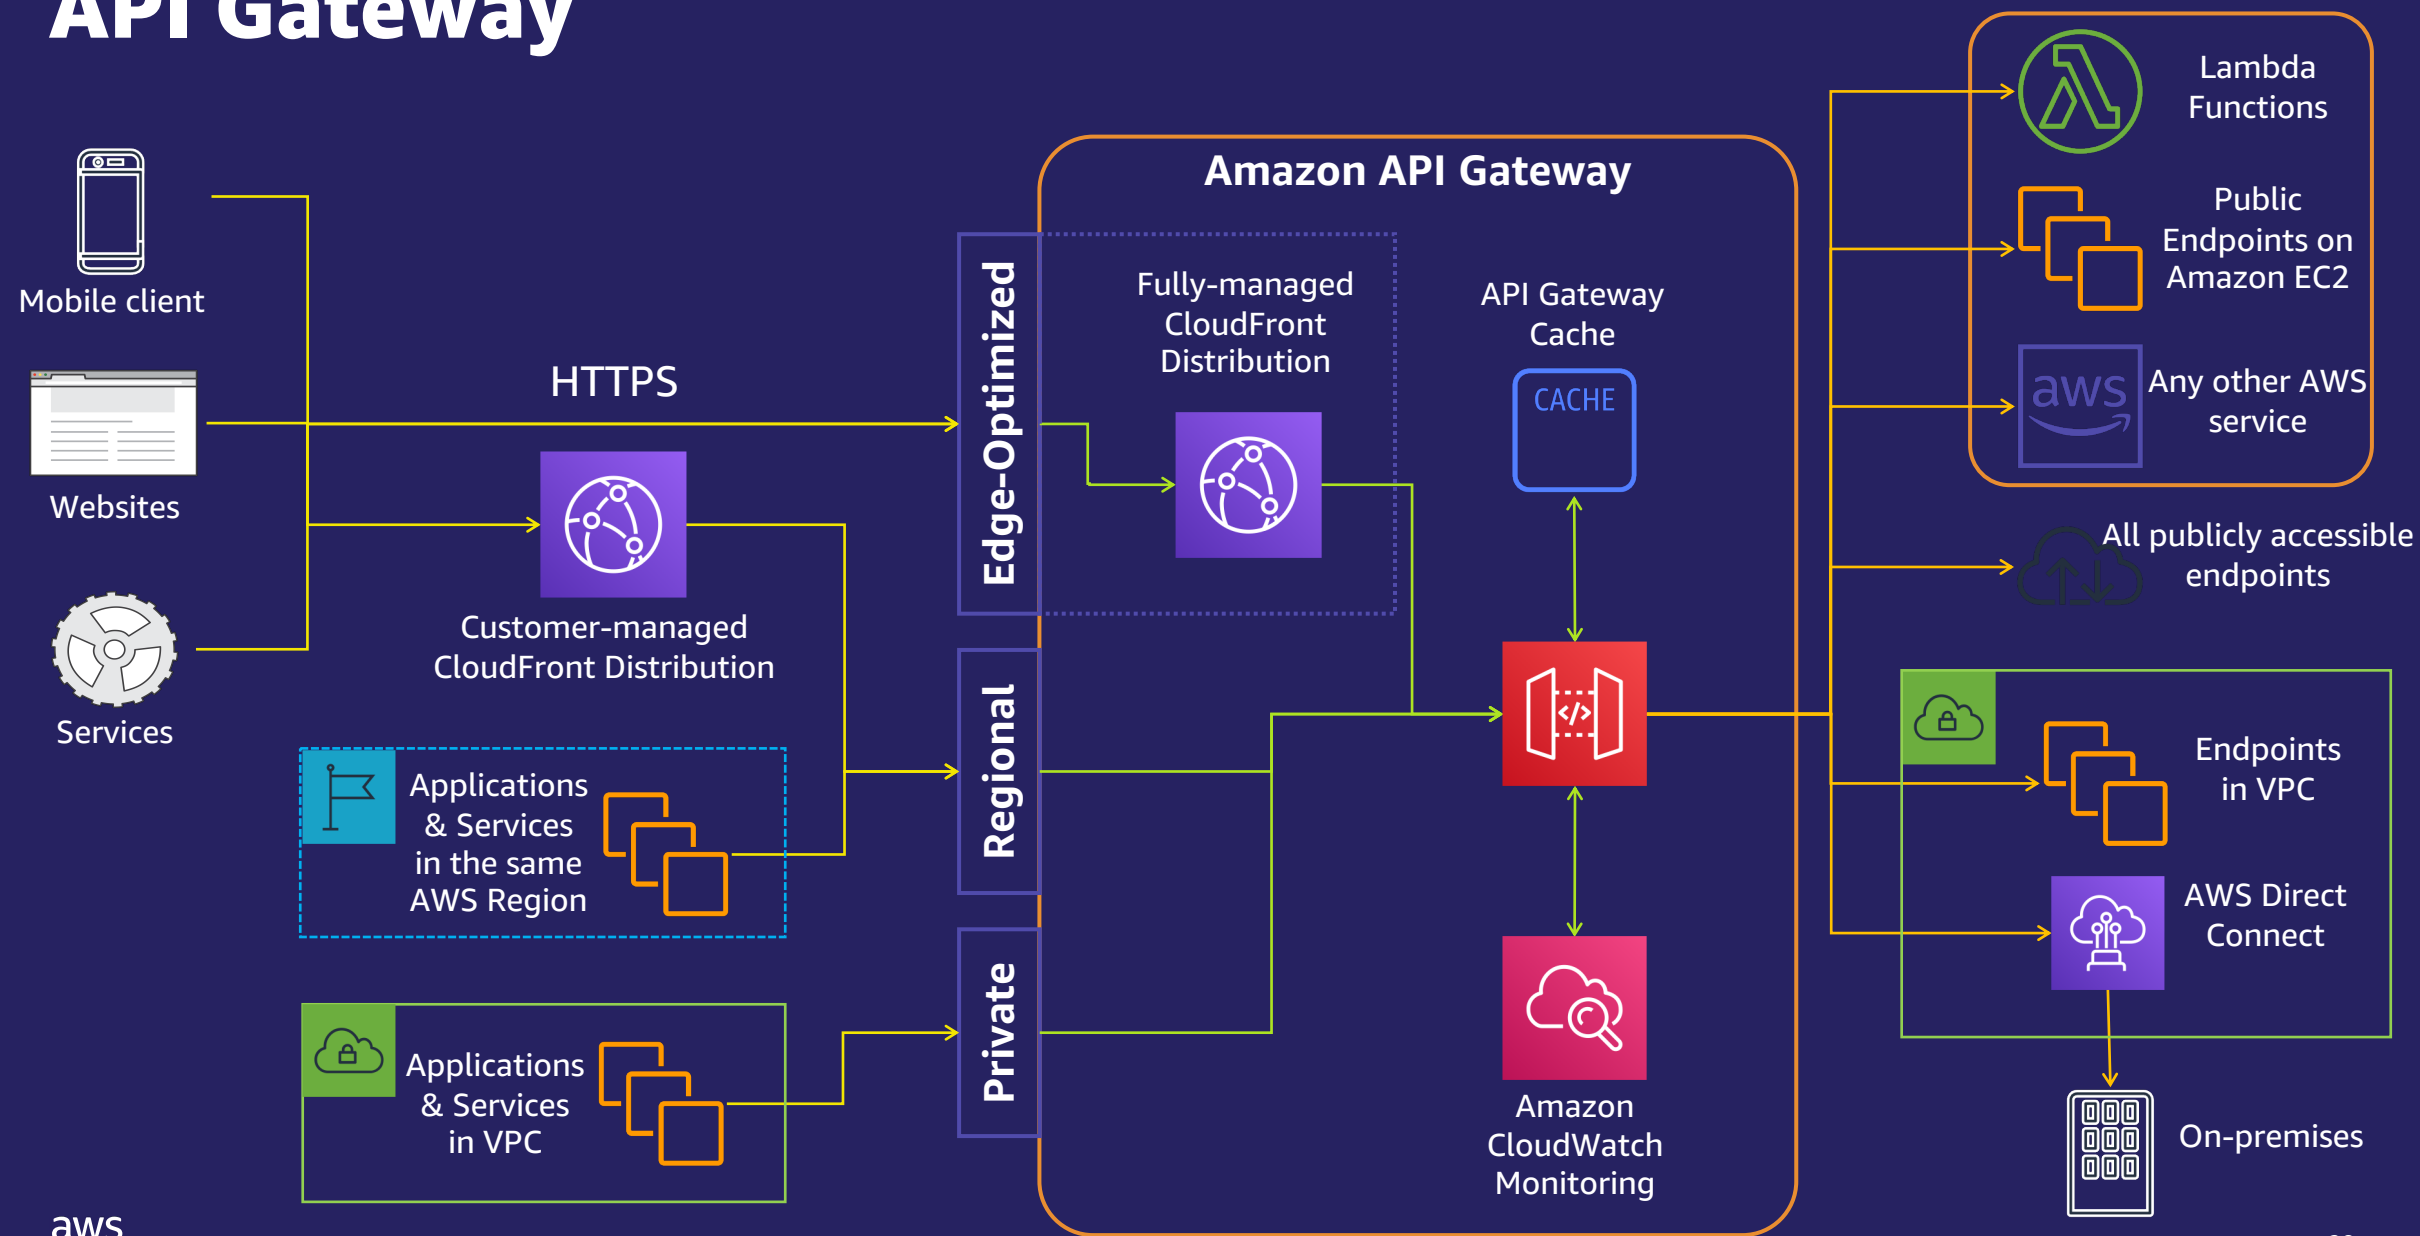 API Gateway
Mobile client
Websites
Services
HTTPS
Customer-managed
CloudFront Distribution
Applications
& Services
in the same
AWS Region
Applications
& Services
in VPC
Edge-Optimized
Regional
Private
Amazon API Gateway
Fully-managed
CloudFront
Distribution
API Gateway
Cache
CACHE
</>
Amazon
CloudWatch
Monitoring
Lambda
Functions
Public
Endpoints on
Amazon EC2
aws
Any other AWS
service
All publicly accessible
endpoints
Endpoints
in VPC
AWS Direct
Connect
On-premises
aws